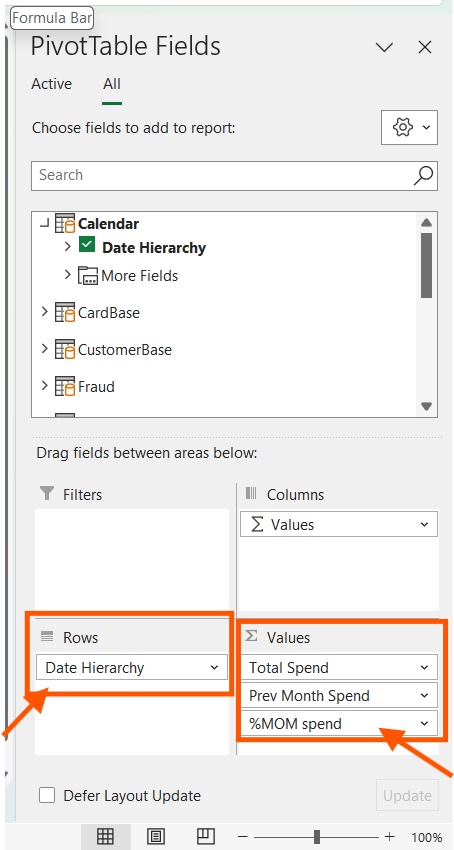 Formula Bar
PivotTable Fields
Active All
Choose fields to add to report:
Search
Calendar
Date Hierarchy
More Fields
CardBase
CustomerBase
Fraud
Drag fields between areas below:
Filters
Columns
Σ Values
Rows
Date Hierarchy
Σ Values
Total Spend
Prev Month Spend
%MOM spend
Defer Layout Update
Update
100%